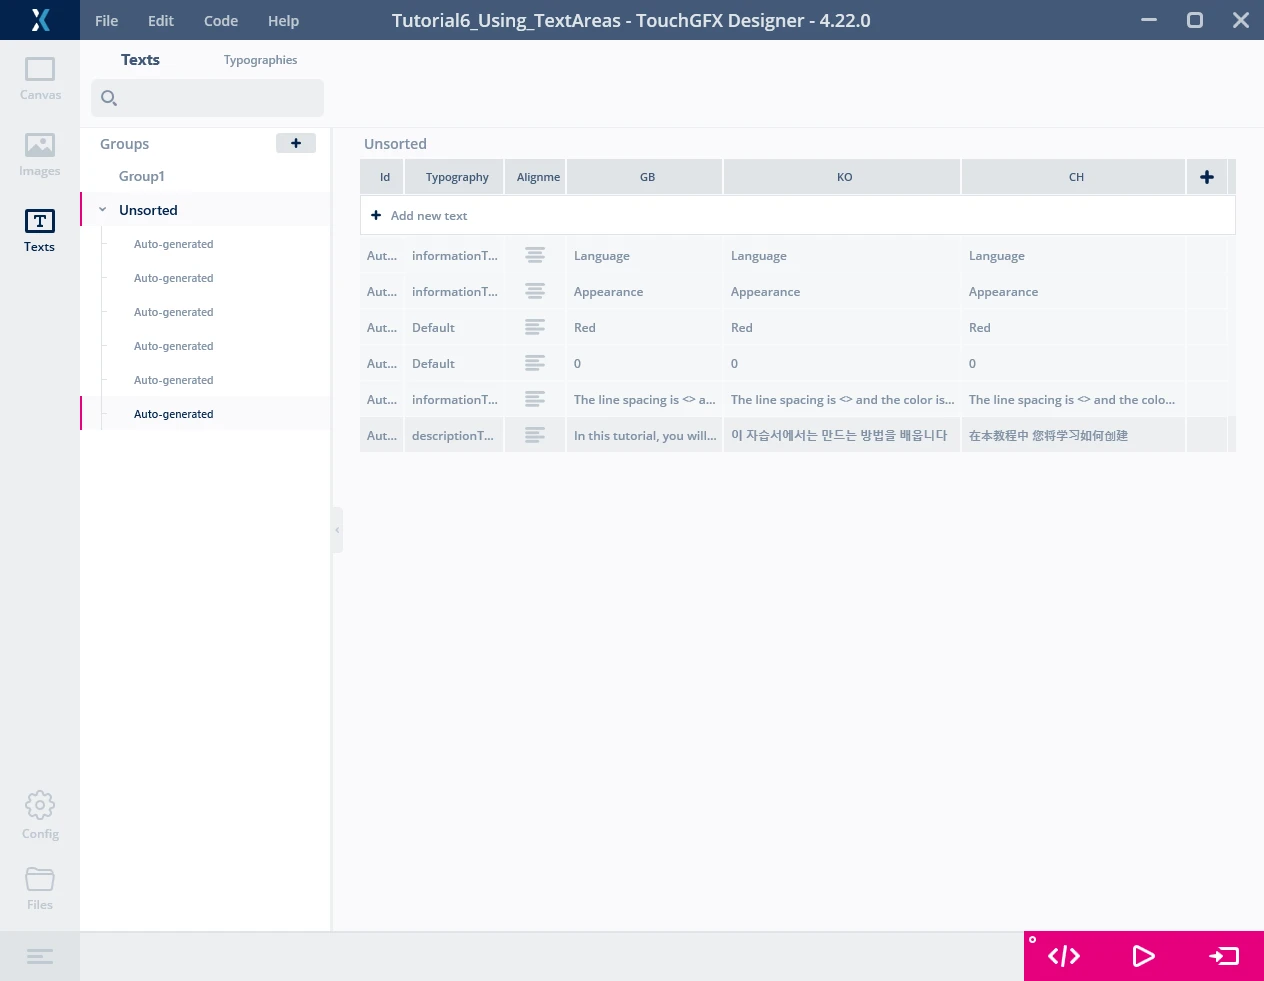 File Edit Code Help Tutorial6_Using_TextAreas - TouchGFX Designer - 4.22.0
Texts Typographies
Canvas
Images
Texts
Config
Files
Groups
Group1
Unsorted
Auto-generated
Auto-generated
Auto-generated
Auto-generated
Auto-generated
Auto-generated
Unsorted
Id Typography Alignme GB KO CH
Add new text
Aut... informationT... Language Language Language
Aut... informationT... Appearance Appearance Appearance
Aut... Default Red Red Red
Aut... Default 0 0 0
Aut... informationT... The line spacing is <> a... The line spacing is <> and the color is... The line spacing is <> and the colo...
Aut... descriptionT... In this tutorial, you will... 이 자습서에서는 만드는 방법을 배웁니다 在本教程中 您将学习如何创建